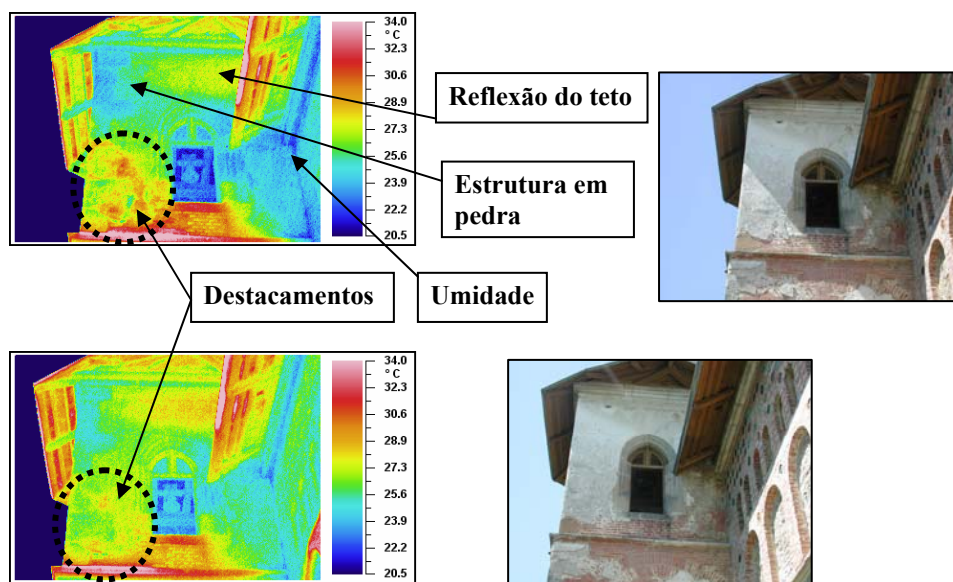 34.0
° C
32.3
30.6
28.9
27.3
25.6
23.9
22.2
20.5
Reflexão do teto
Estrutura em
pedra
Destacamentos
Umidade
34.0
° C
32.3
30.6
28.9
27.3
25.6
23.9
22.2
20.5